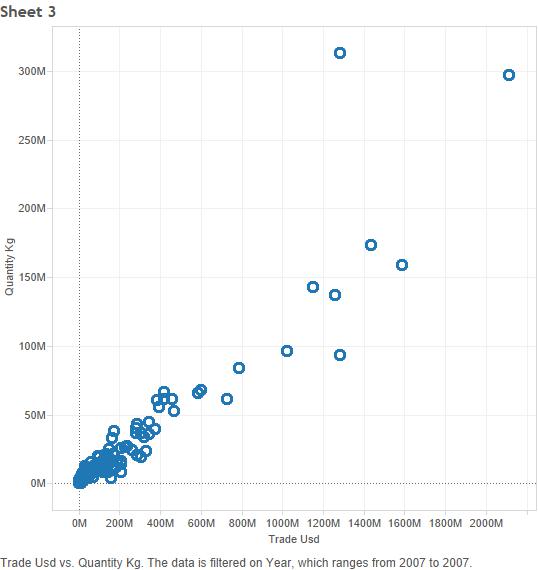 Sheet 3
300M
250M
200M
150M
100M
50M
0M
Quantity Kg
0M 200M 400M 600M 800M 1000M 1200M 1400M 1600M 1800M 2000M
Trade Usd
Trade Usd vs. Quantity Kg. The data is filtered on Year, which ranges from 2007 to 2007.